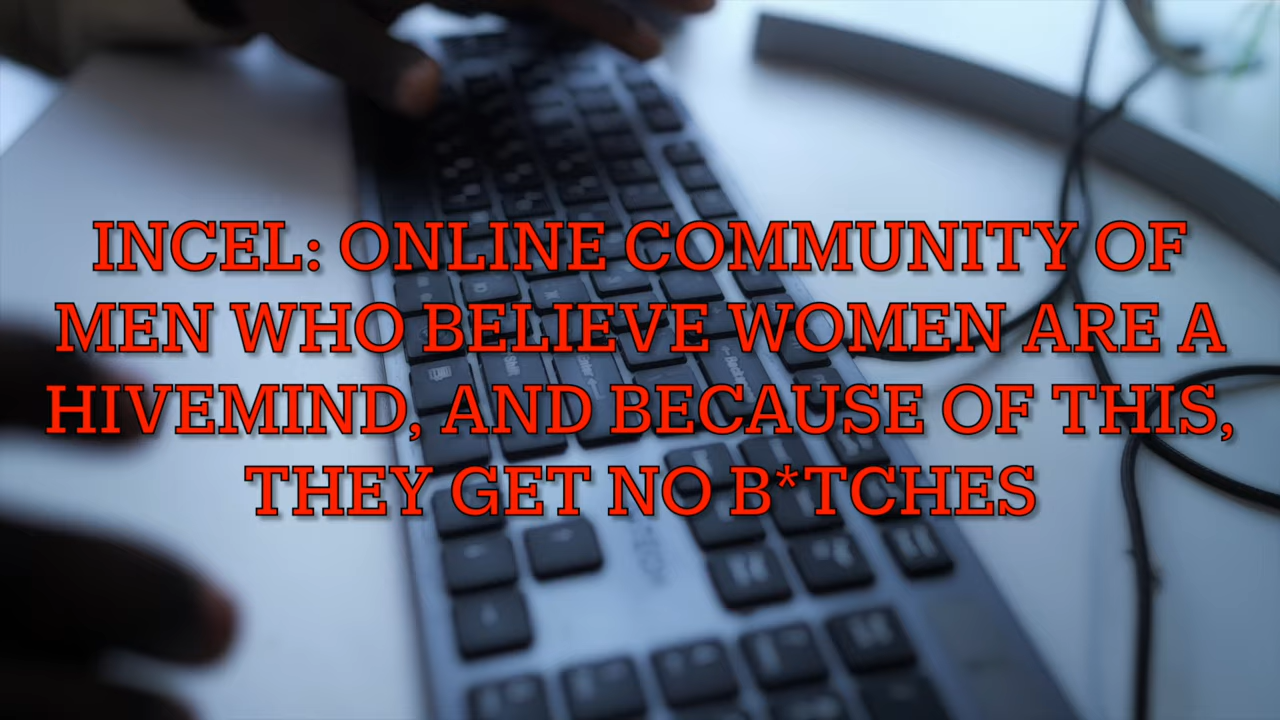 INCEL: ONLINE COMMUNITY OF
MEN WHO BELIEVE WOMEN ARE A
HIVEMIND, AND BECAUSE OF THIS,
THEY GET NO B*TCHES